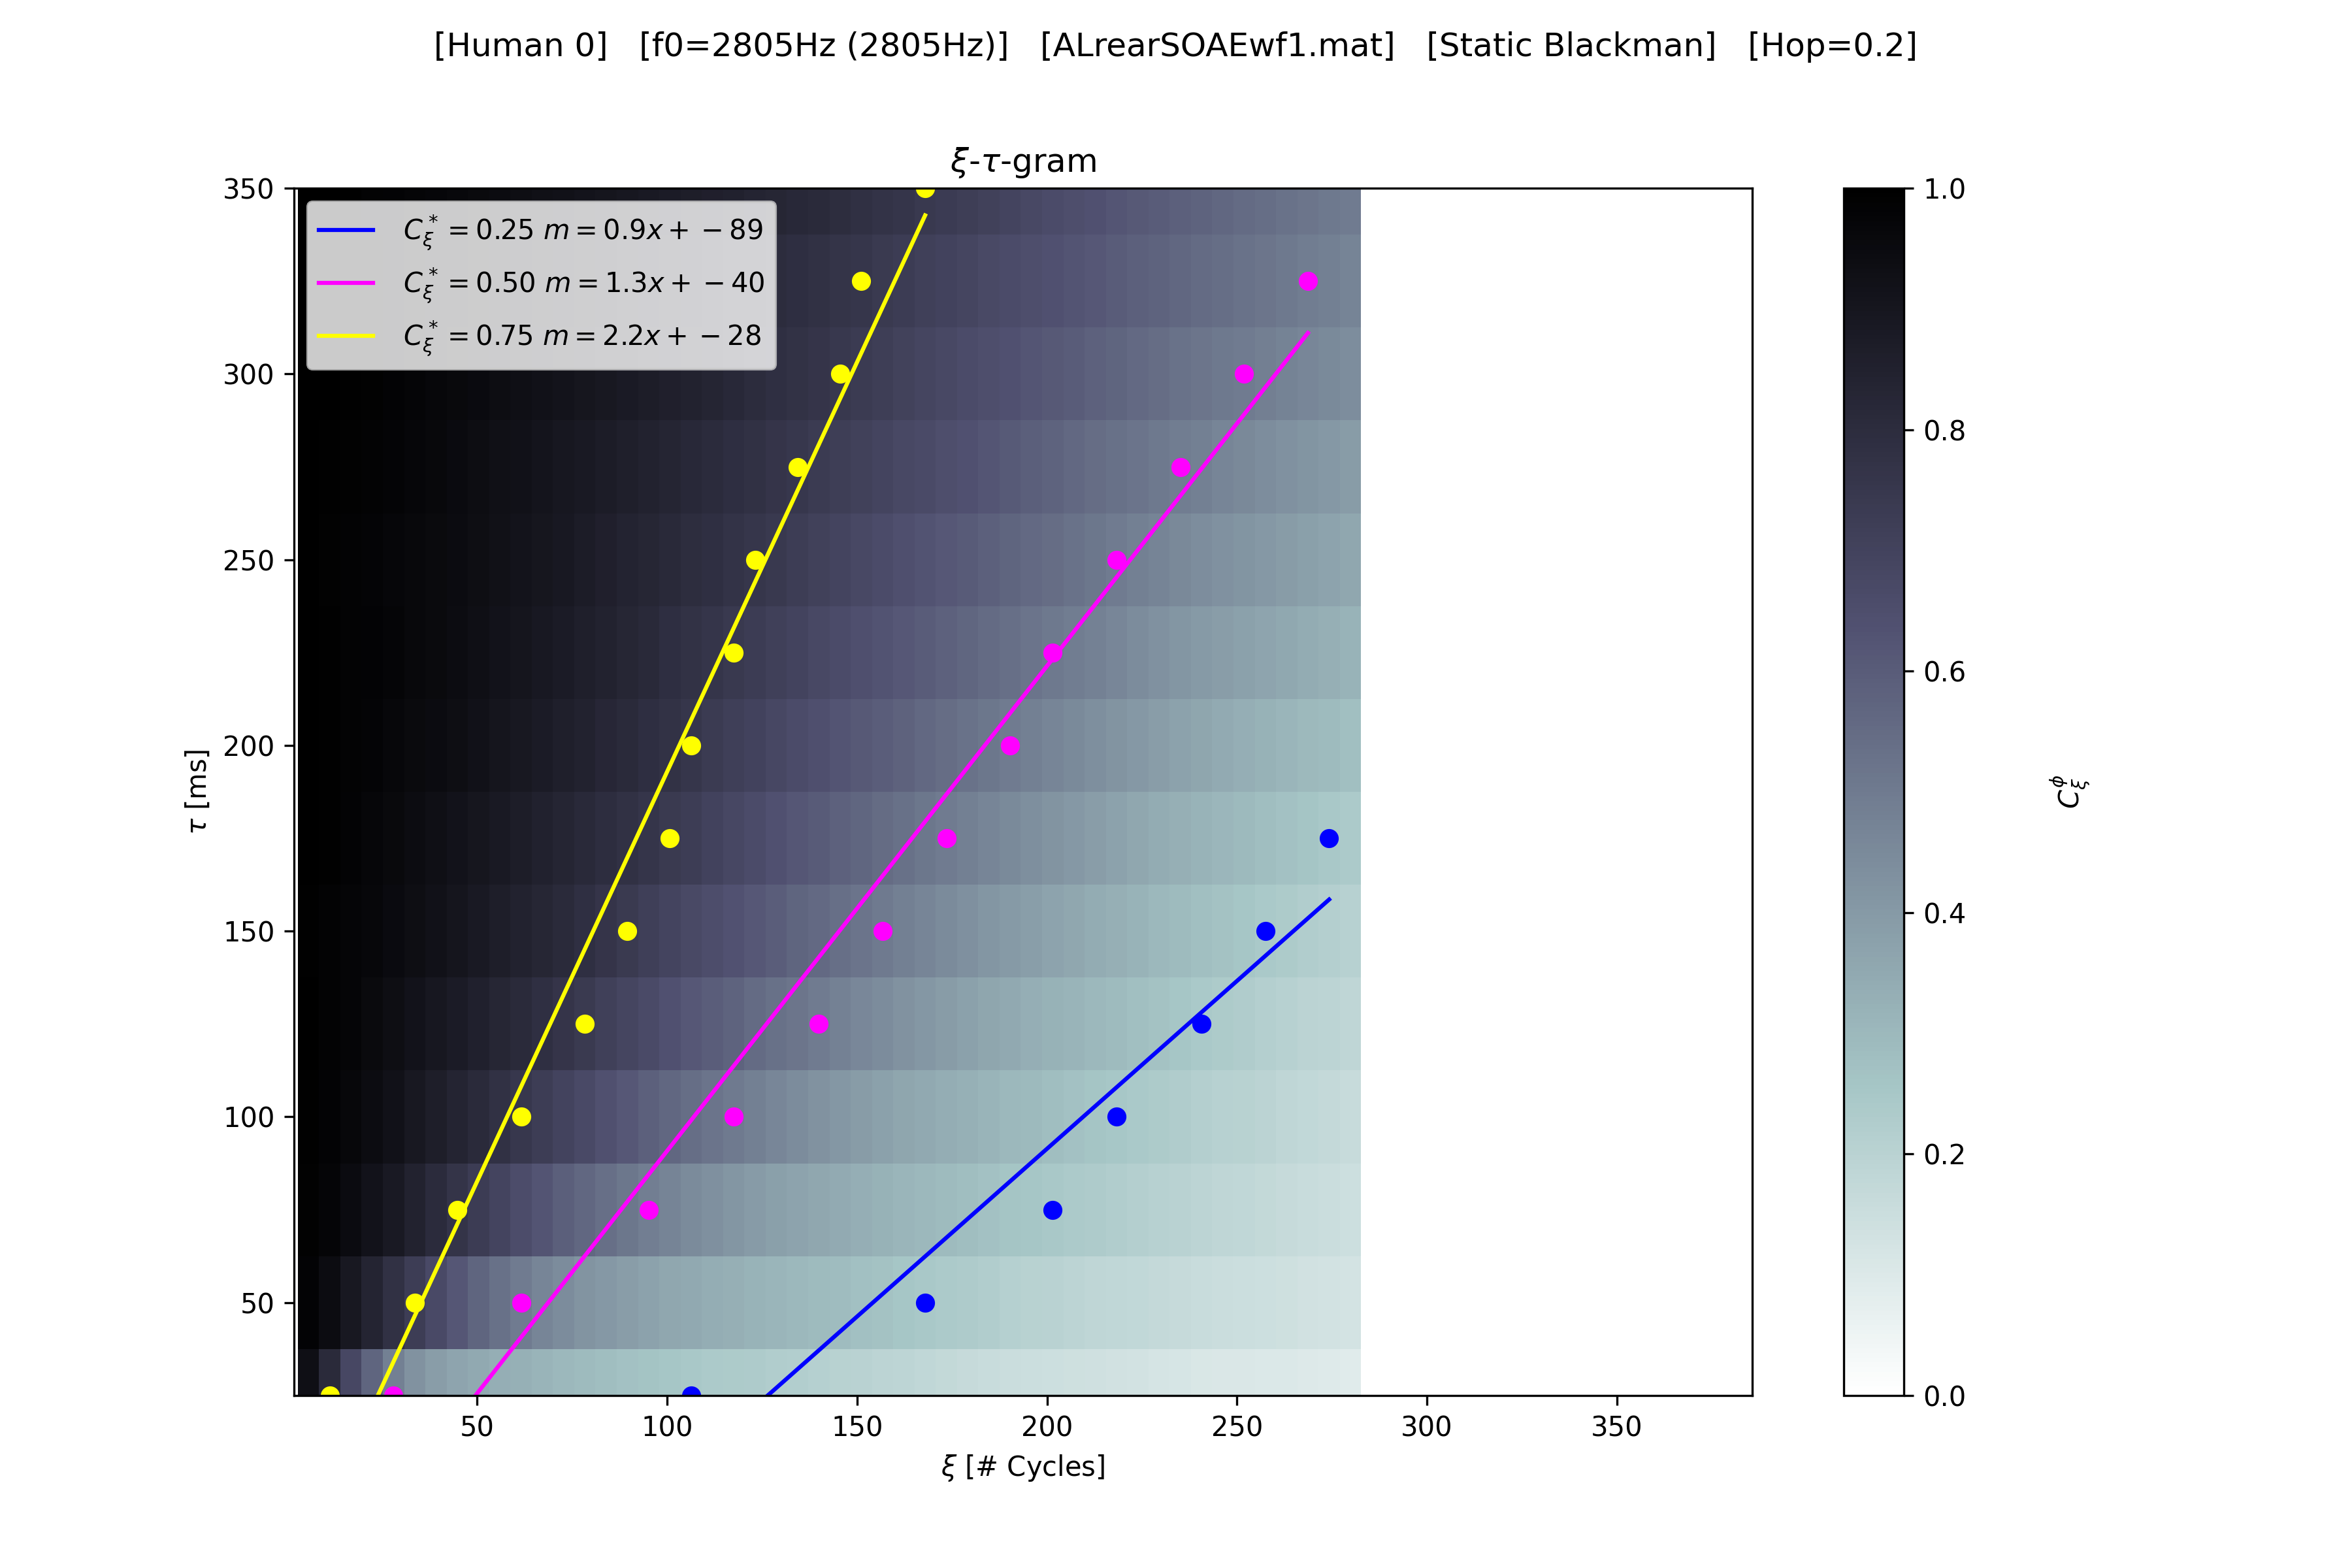 [Human 0] [f0=2805Hz (2805Hz)] [ALrearSOAEwf1.mat] [Static Blackman] [Hop=0.2]
ξ-τ-gram
C*ξ = 0.25 m = 0.9x + −89
C*ξ = 0.50 m = 1.3x + −40
C*ξ = 0.75 m = 2.2x + −28
350
300
250
200
150
100
50
τ [ms]
50 100 150 200 250 300 350
ξ [# Cycles]
1.0
0.8
0.6
0.4
0.2
0.0
Cξ^ϕ